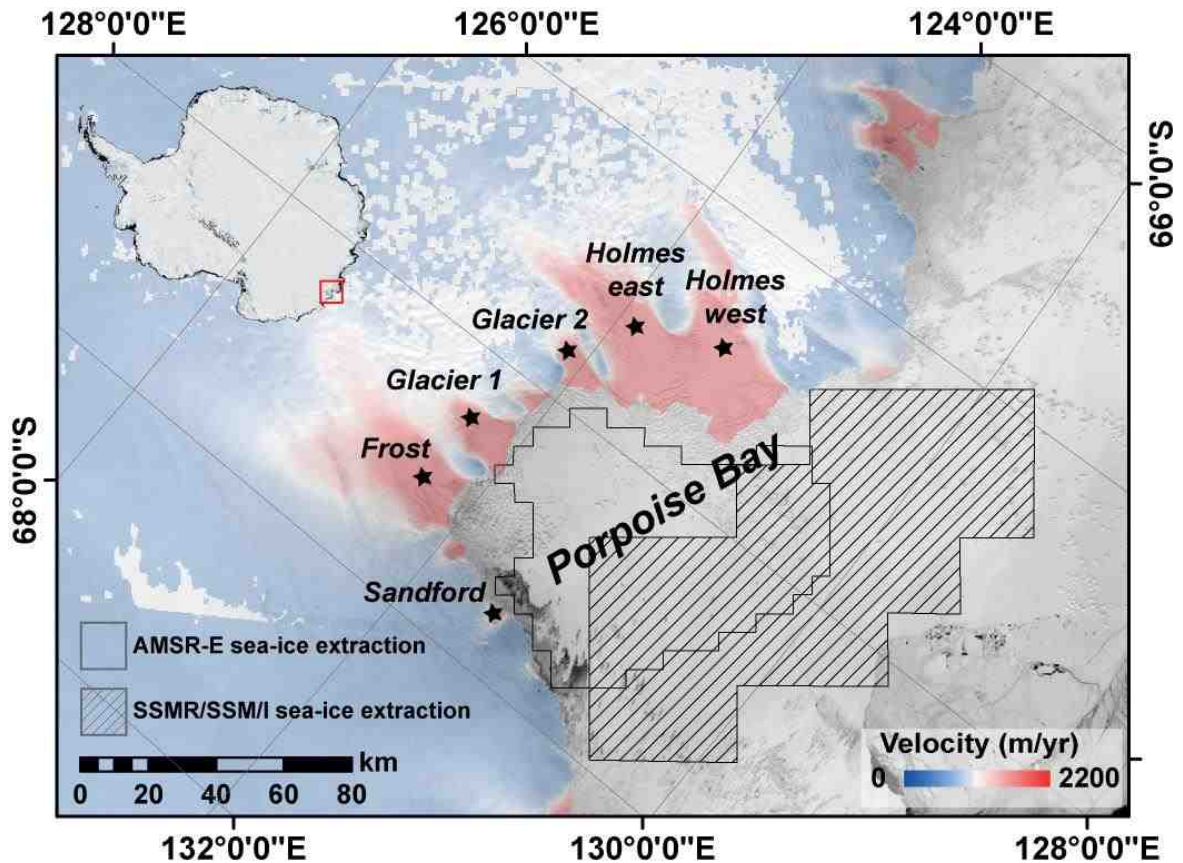 128°0'0"E
126°0'0"E
124°0'0"E
66°0'0"S
Holmes
east
Holmes
west
Glacier 2
Glacier 1
Frost
68°0'0"S
Porpoise Bay
Sandford
AMSR-E sea-ice extraction
SSMR/SSM/I sea-ice extraction
km
0 20 40 60 80
Velocity (m/yr)
0 2200
132°0'0"E
130°0'0"E
128°0'0"E